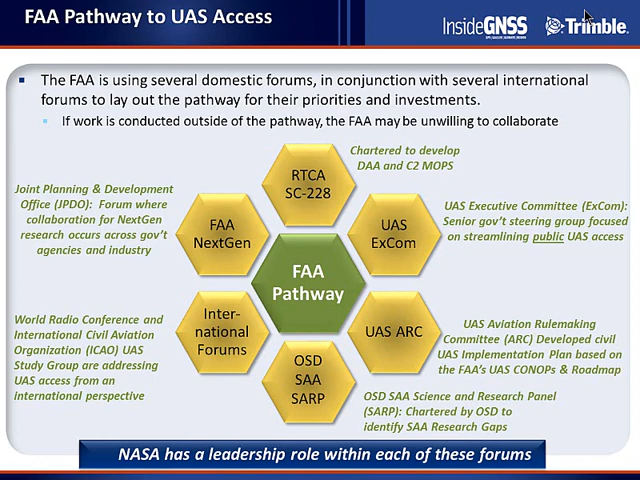 FAA Pathway to UAS Access
InsideGNSS
Trimble.
▪ The FAA is using several domestic forums, in conjunction with several international
forums to lay out the pathway for their priorities and investments.
▪ If work is conducted outside of the pathway, the FAA may be unwilling to collaborate
RTCA
SC-228
Chartered to develop
DAA and C2 MOPS
Joint Planning & Development
Office (JPDO): Forum where
collaboration for NextGen
research occurs across gov't
agencies and industry
FAA
NextGen
UAS
ExCom
UAS Executive Committee (ExCom):
Senior gov't steering group focused
on streamlining public UAS access
FAA
Pathway
World Radio Conference and
International Civil Aviation
Organization (ICAO) UAS
Study Group are addressing
UAS access from an
international perspective
Inter-
national
Forums
UAS ARC
UAS Aviation Rulemaking
Committee (ARC) Developed civil
UAS Implementation Plan based on
the FAA's UAS CONOPs & Roadmap
OSD
SAA
SARP
OSD SAA Science and Research Panel
(SARP): Chartered by OSD to
identify SAA Research Gaps
NASA has a leadership role within each of these forums